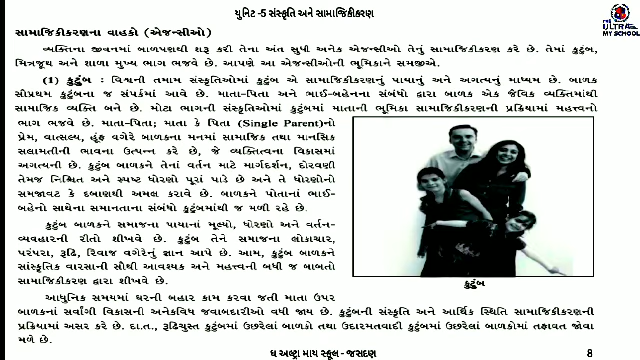 યુનિટ -5 સંસ્કૃતિ અને સામાજિકીકરણ
THE ULTRA
MY SCHOOL
સામાજિકીકરણના વાહકો (એજન્સીઓ)
વ્યક્તિના જીવનમાં બાળપણથી શરૂ કરી તેના અંત સુધી અનેક એજન્સીઓ તેનું સામાજિકીકરણ કરે છે. તેમાં કુટુંબ,
મિત્રજૂથ અને શાળા મુખ્ય ભાગ ભજવે છે. આપણે આ એજન્સીઓની ભૂમિકાને સમજીએ.
(1) કુટુંબ : વિશ્વની તમામ સંસ્કૃતિઓમાં કુટુંબ એ સામાજિકીકરણનું પાયાનું અને અગત્યનું માધ્યમ છે. બાળક
સૌપ્રથમ કુટુંબના જ સંપર્કમાં આવે છે. માતા-પિતા અને ભાઈ-બહેનના સંબંધો દ્વારા બાળક એક જૈવિક વ્યક્તિમાંથી
સામાજિક વ્યક્તિ બને છે. મોટા ભાગની સંસ્કૃતિઓમાં કુટુંબમાં માતાની ભૂમિકા સામાજિકીકરણની પ્રક્રિયામાં મહત્ત્વનો
ભાગ ભજવે છે. માતા-પિતા; માતા કે પિતા (Single Parent)નો
પ્રેમ, વાત્સલ્ય, હૂંફ વગેરે બાળકના મનમાં સામાજિક તથા માનસિક
સલામતીની ભાવના ઉત્પન્ન કરે છે, જે વ્યક્તિત્વના વિકાસમાં
અગત્યની છે. કુટુંબ બાળકને તેનાં વર્તન માટે માર્ગદર્શન, દોરવણી
તેમજ નિશ્ચિત અને સ્પષ્ટ ધોરણો પૂરાં પાડે છે અને તે ધોરણોનો
સમજાવટ કે દબાણથી અમલ કરાવે છે. બાળકને પોતાનાં ભાઈ-
બહેનો સાથેના સમાનતાના સંબંધો કુટુંબમાંથી જ મળી રહે છે.
કુટુંબ બાળકને સમાજના પાયાનાં મૂલ્યો, ધોરણો અને વર્તન-
વ્યવહારની રીતો શીખવે છે. કુટુંબ તેને સમાજના લોકાચાર,
પરંપરા, રૂઢિ, રિવાજ વગેરેનું જ્ઞાન આપે છે. આમ, કુટુંબ બાળકને
સાંસ્કૃતિક વારસાની સૌથી આવશ્યક અને મહત્ત્વની બધી જ બાબતો
સામાજિકીકરણ દ્વારા શીખવે છે.
કુટુંબ
આધુનિક સમયમાં ઘરની બહાર કામ કરવા જતી માતા ઉપર
બાળકનાં સર્વાંગી વિકાસની અનેકવિધ જવાબદારીઓ વધી જાય છે. કુટુંબની સંસ્કૃતિ અને આર્થિક સ્થિતિ સામાજિકીકરણની
પ્રક્રિયામાં અસર કરે છે. દા.ત., રૂઢિચુસ્ત કુટુંબમાં ઉછરેલાં બાળકો તથા ઉદારમતવાદી કુટુંબમાં ઉછરેલાં બાળકોમાં તફાવત જોવા
મળે છે.
ધ અલ્ટ્રા માય સ્કૂલ - જસદણ
8